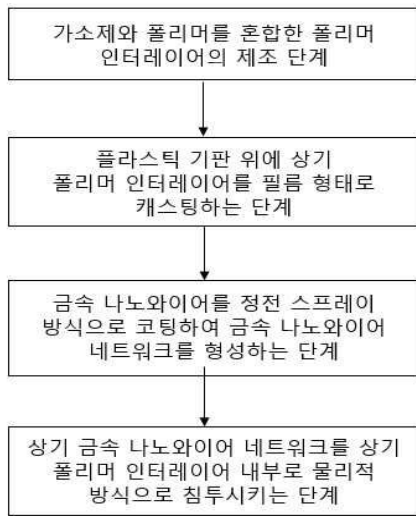 가소제와 폴리머를 혼합한 폴리머
인터레이어의 제조 단계
플라스틱 기판 위에 상기
폴리머 인터레이어를 필름 형태로
캐스팅하는 단계
금속 나노와이어를 정전 스프레이
방식으로 코팅하여 금속 나노와이어
네트워크를 형성하는 단계
상기 금속 나노와이어 네트워크를 상기
폴리머 인터레이어 내부로 물리적
방식으로 침투시키는 단계